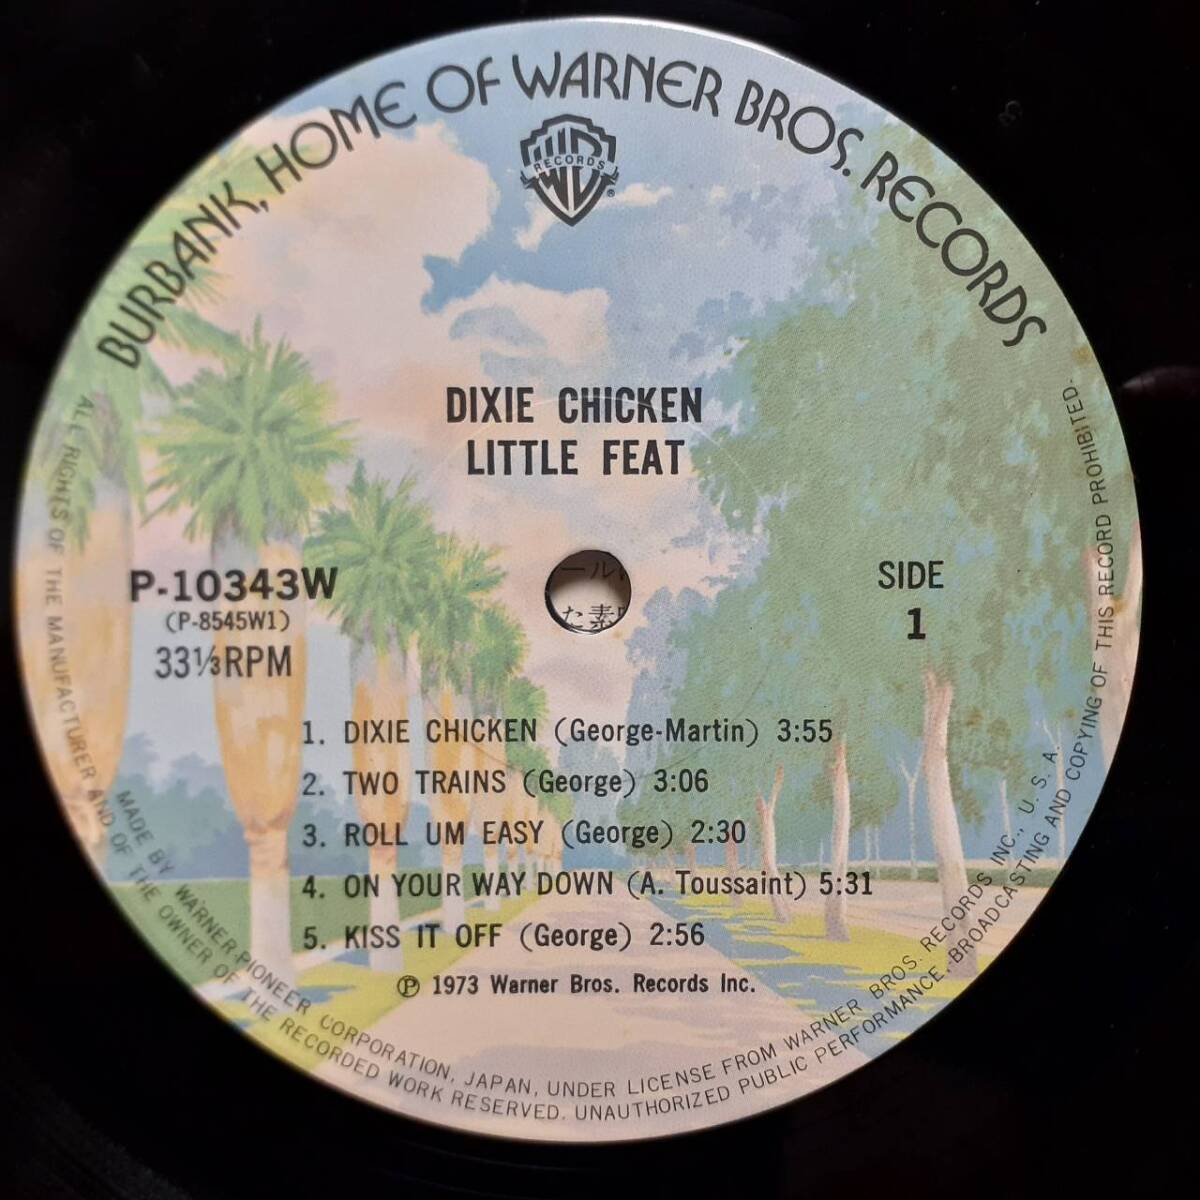 BURBANK, HOME OF WARNER BROS. RECORDS
WB
RECORDS
®
DIXIE CHICKEN
LITTLE FEAT
P-10343W
(P-8545W1)
33⅓RPM
SIDE
1
ール
た素
1. DIXIE CHICKEN (George-Martin) 3:55
2. TWO TRAINS (George) 3:06
3. ROLL UM EASY (George) 2:30
4. ON YOUR WAY DOWN (A. Toussaint) 5:31
5. KISS IT OFF (George) 2:56
Ⓟ 1973 Warner Bros. Records Inc.
MADE BY WARNER-PIONEER CORPORATION, JAPAN, UNDER LICENSE FROM WARNER BROS. RECORDS INC., U. S. A.
ALL RIGHTS OF THE MANUFACTURER AND OF THE OWNER OF THE RECORDED WORK RESERVED. UNAUTHORIZED PUBLIC PERFORMANCE, BROADCASTING AND COPYING OF THIS RECORD PROHIBITED.